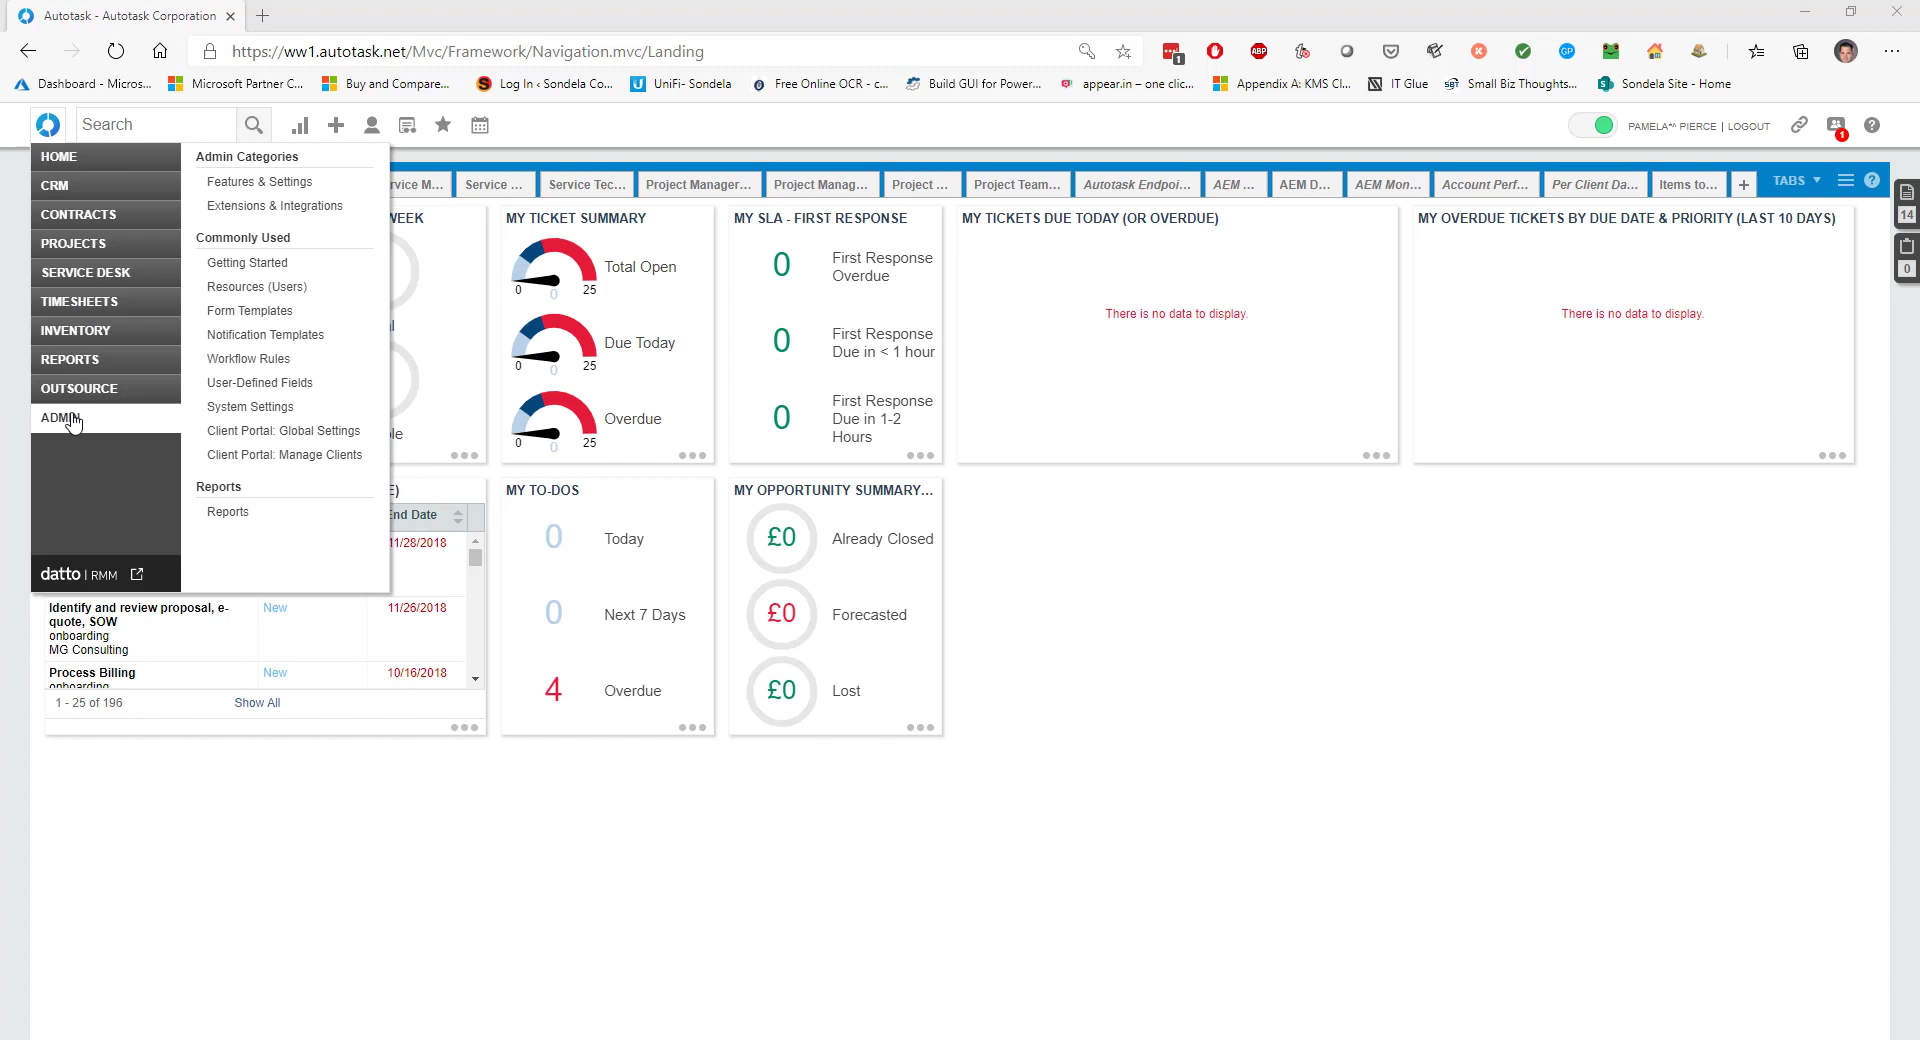 Autotask - Autotask Corporation
https://ww1.autotask.net/Mvc/Framework/Navigation.mvc/Landing
1
Dashboard - Micros...
Microsoft Partner C...
Buy and Compare...
Log In ‹ Sondela Co...
UniFi- Sondela
Free Online OCR - c...
Build GUI for Power...
appear.in – one clic...
Appendix A: KMS Cl...
IT Glue
Small Biz Thoughts...
Sondela Site - Home
Search
PAMELA*^ PIERCE | LOGOUT
1
HOME
CRM
CONTRACTS
PROJECTS
SERVICE DESK
TIMESHEETS
INVENTORY
REPORTS
OUTSOURCE
ADMIN
datto | RMM
Admin Categories
Features & Settings
Extensions & Integrations
Commonly Used
Getting Started
Resources (Users)
Form Templates
Notification Templates
Workflow Rules
User-Defined Fields
System Settings
Client Portal: Global Settings
Client Portal: Manage Clients
Reports
Reports
rvice M...
Service ...
Service Tec...
Project Manager...
Project Manag...
Project ...
Project Team...
Autotask Endpoi...
AEM ...
AEM D...
AEM Mon...
Account Perf...
Per Client Da...
Items to...
TABS
14
0
WEEK
MY TICKET SUMMARY
0 0 25
Total Open
0 0 25
Due Today
0 0 25
Overdue
MY SLA - FIRST RESPONSE
0
First Response
Overdue
0
First Response
Due in < 1 hour
0
First Response
Due in 1-2
Hours
MY TICKETS DUE TODAY (OR OVERDUE)
There is no data to display.
MY OVERDUE TICKETS BY DUE DATE & PRIORITY (LAST 10 DAYS)
There is no data to display.
E)
End Date
11/28/2018
Identify and review proposal, e-
quote, SOW
onboarding
MG Consulting
New
11/26/2018
Process Billing
onboarding
New
10/16/2018
1 - 25 of 196
Show All
MY TO-DOS
0
Today
0
Next 7 Days
4
Overdue
MY OPPORTUNITY SUMMARY...
£0
Already Closed
£0
Forecasted
£0
Lost